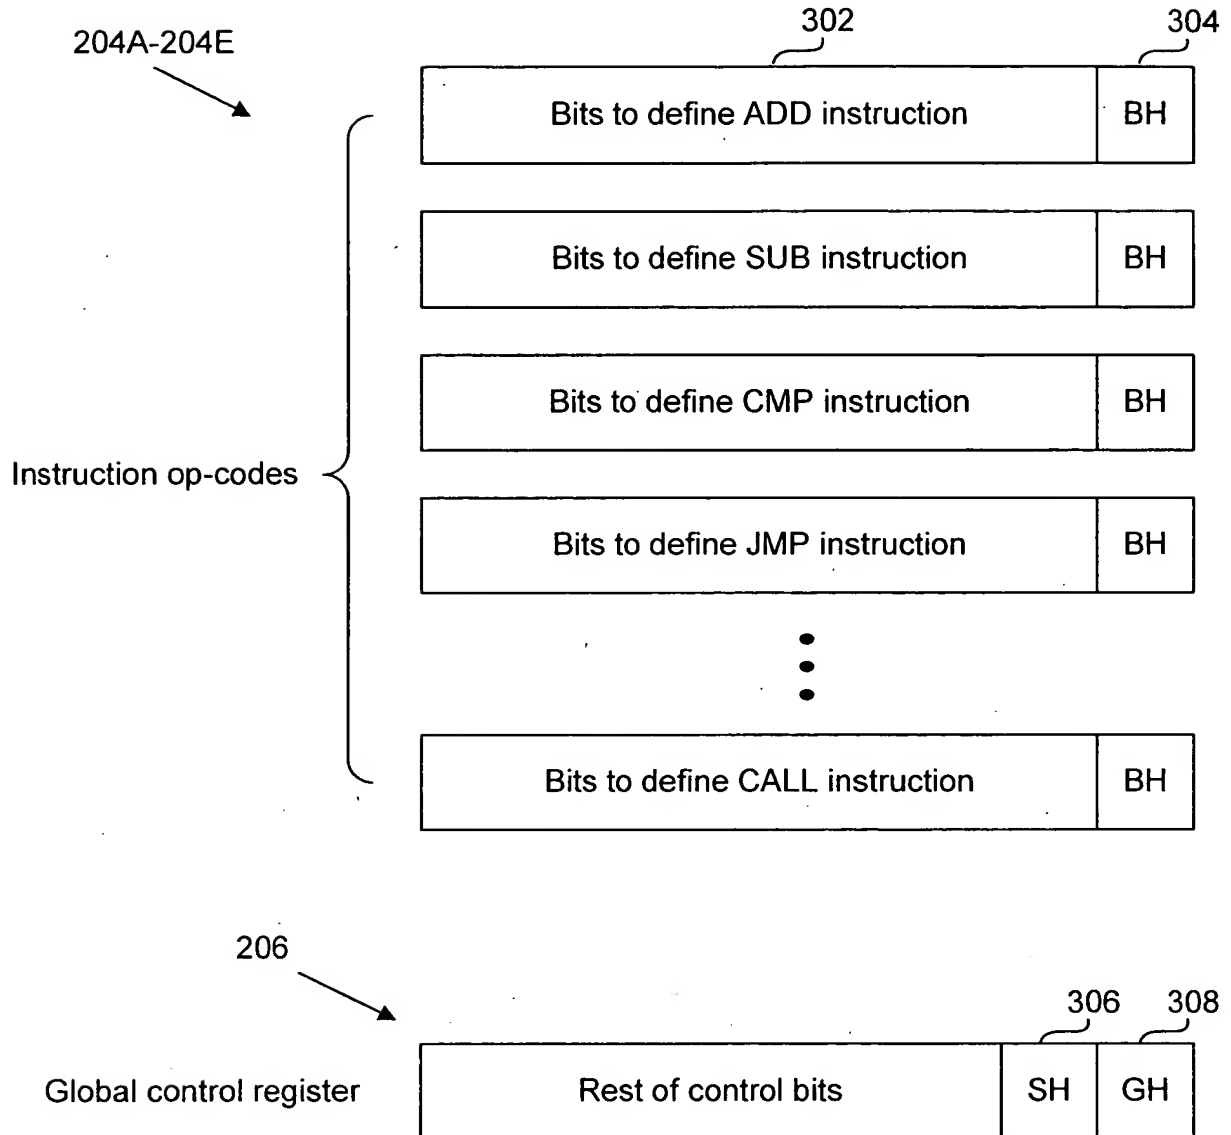 302
304
204A-204E
Bits to define ADD instruction
BH
Bits to define SUB instruction
BH
Bits to define CMP instruction
BH
Instruction op-codes
Bits to define JMP instruction
BH
Bits to define CALL instruction
BH
206
306
308
Global control register
Rest of control bits
SH
GH